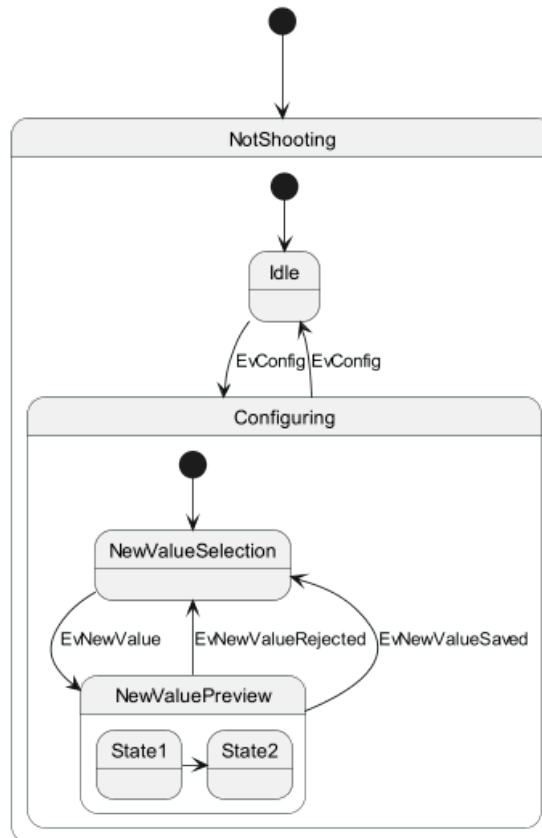 NotShooting
Idle
EvConfig EvConfig
Configuring
NewValueSelection
EvNewValue EvNewValueRejected EvNewValueSaved
NewValuePreview
State1 State2